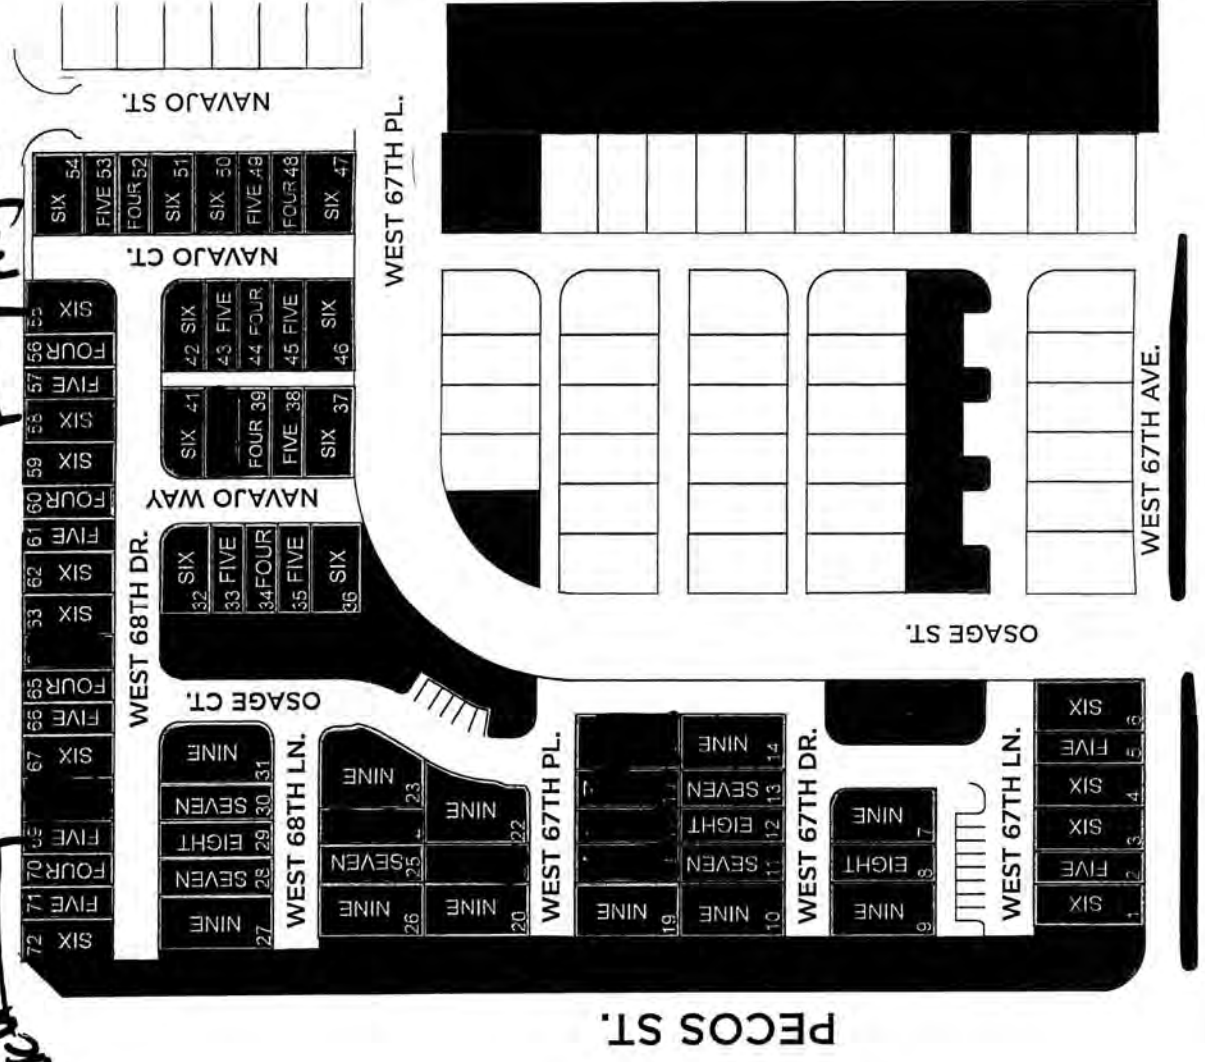 NAVAJO ST.
WEST 67TH PL.
SIX 54
FIVE 53
FOUR 52
SIX 51
SIX 50
FIVE 49
FOUR 48
SIX 47
NAVAJO CT.
SIX
56 FOUR
57 FIVE
58 SIX
59 SIX
60 FOUR
61 FIVE
62 SIX
63 SIX
65 FOUR
66 FIVE
67 SIX
FIVE
70 FOUR
71 FIVE
72 SIX
42 SIX
43 FIVE
44 FOUR
45 FIVE
46 SIX
SIX 41
FOUR 39
FIVE 38
SIX 37
NAVAJO WAY
32 SIX
33 FIVE
34 FOUR
35 FIVE
36 SIX
WEST 68TH DR.
WEST 67TH AVE.
OSAGE ST.
OSAGE CT.
NINE 31
SEVEN 30
EIGHT 29
SEVEN 28
NINE 27
WEST 68TH LN.
NINE 23
SEVEN 25
NINE 26
NINE 22
NINE 20
WEST 67TH PL.
NINE 19
NINE 14
SEVEN 13
EIGHT 12
SEVEN 11
NINE 10
WEST 67TH DR.
NINE 7
EIGHT 8
NINE 9
WEST 67TH LN.
SIX 6
FIVE 5
SIX 4
SIX 3
FIVE 2
SIX 1
PECOS ST.